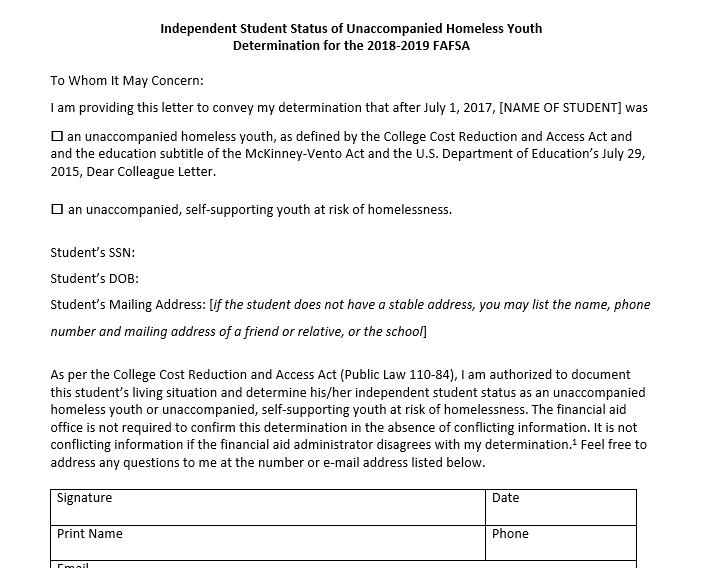 Independent Student Status of Unaccompanied Homeless Youth
Determination for the 2018-2019 FAFSA
To Whom It May Concern:
I am providing this letter to convey my determination that after July 1, 2017, [NAME OF STUDENT] was
☐ an unaccompanied homeless youth, as defined by the College Cost Reduction and Access Act and
and the education subtitle of the McKinney-Vento Act and the U.S. Department of Education’s July 29,
2015, Dear Colleague Letter.
☐ an unaccompanied, self-supporting youth at risk of homelessness.
Student’s SSN:
Student’s DOB:
Student’s Mailing Address: [if the student does not have a stable address, you may list the name, phone
number and mailing address of a friend or relative, or the school]
As per the College Cost Reduction and Access Act (Public Law 110-84), I am authorized to document
this student’s living situation and determine his/her independent student status as an unaccompanied
homeless youth or unaccompanied, self-supporting youth at risk of homelessness. The financial aid
office is not required to confirm this determination in the absence of conflicting information. It is not
conflicting information if the financial aid administrator disagrees with my determination.¹ Feel free to
address any questions to me at the number or e-mail address listed below.
Signature
Date
Print Name
Phone
Email